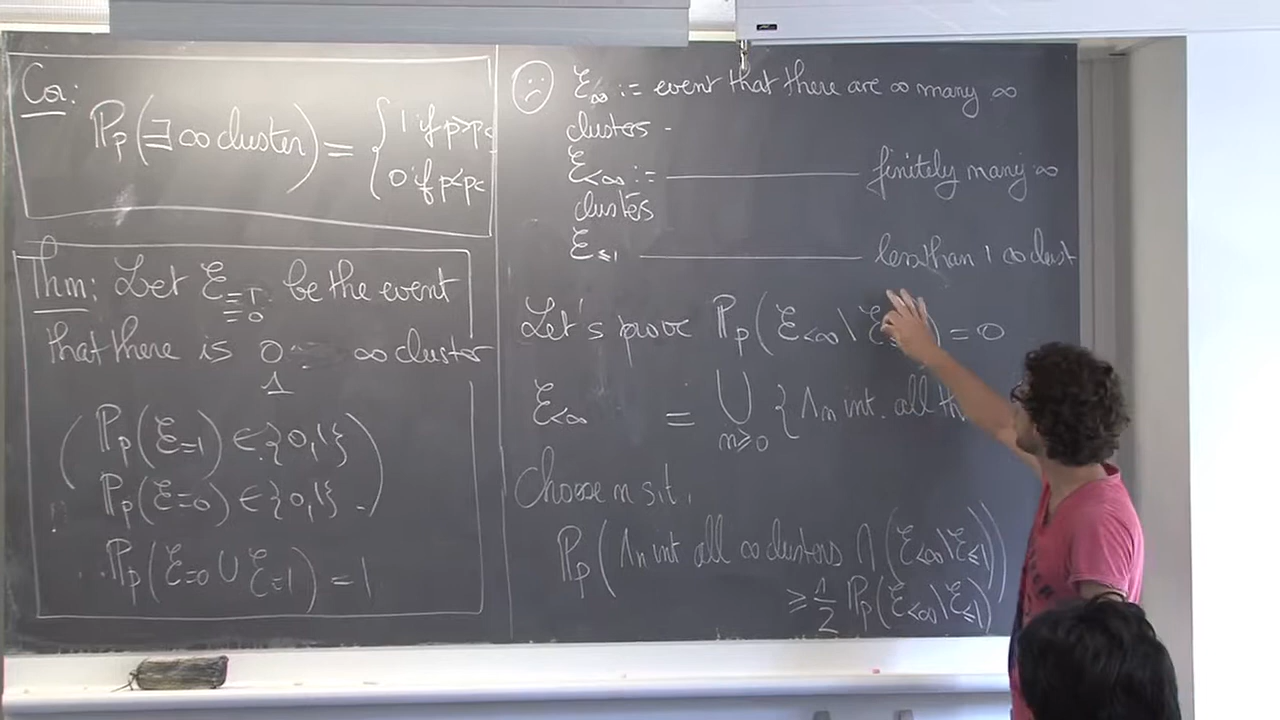 Cor:
ℙp(∃ ∞ cluster) = { 1 if p>pc
0 if p<pc
Thm: Let ℰ=1 be the event
=0
that there is 0 ∞ cluster
1
( ℙp(ℰ=1) ∈ {0,1}
ℙp(ℰ=0) ∈ {0,1} )
ℙp(ℰ=0 ∪ ℰ=1) = 1
ℰ∞ := event that there are ∞ many ∞
clusters
ℰ<∞ := ———— finitely many ∞
clusters
ℰ≤1 ———— less than 1 ∞ clust
Let's prove ℙp(ℰ<∞ \ ℰ≤1) = 0
ℰ<∞ = ⋃ n≥0 { Λn int. all th
Choose n s.t.
ℙp(Λn int all ∞ clusters ∩ (ℰ<∞ \ ℰ≤1))
≥ 1/2 ℙp(ℰ<∞ \ ℰ≤1)